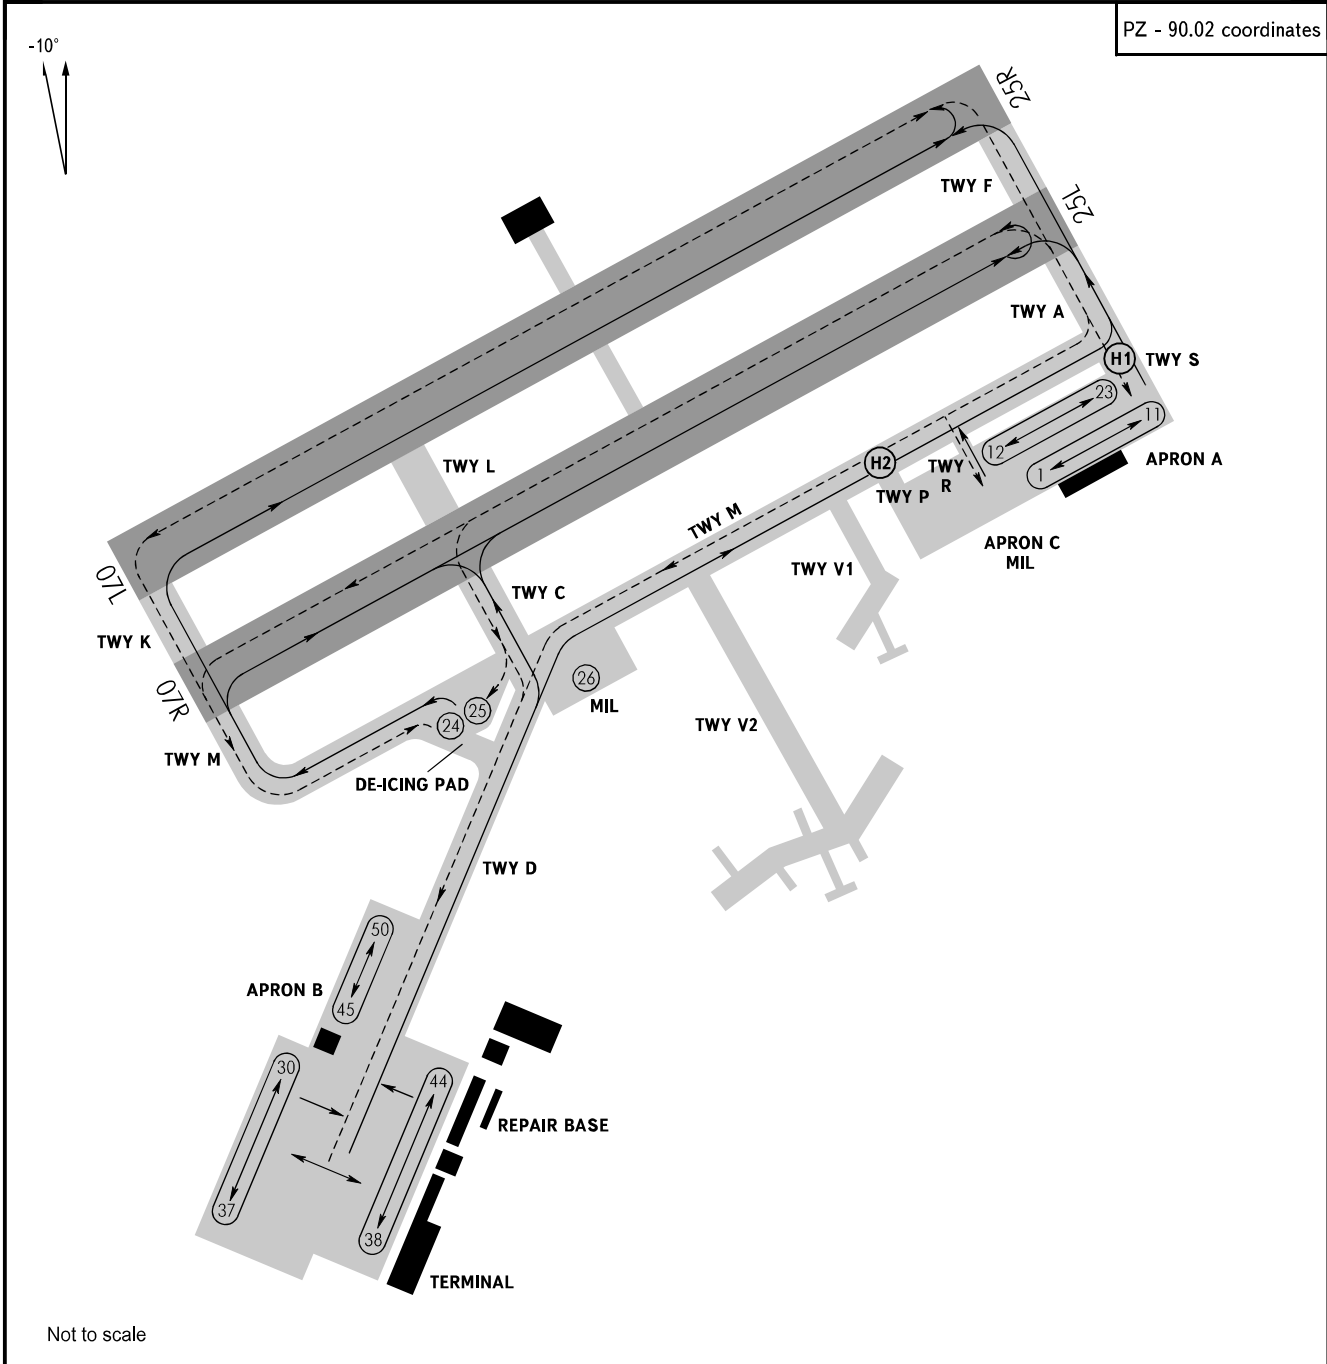 PZ - 90.02 coordinates
-10°
25R
TWY F
25L
TWY A
H1
TWY S
23
11
12
1
APRON A
TWY L
H2
TWY
R
TWY P
TWY M
APRON C
MIL
07L
TWY V1
TWY C
TWY K
07R
26
MIL
25
24
TWY V2
TWY M
DE-ICING PAD
TWY D
50
APRON B
45
30
44
REPAIR BASE
37
38
TERMINAL
Not to scale